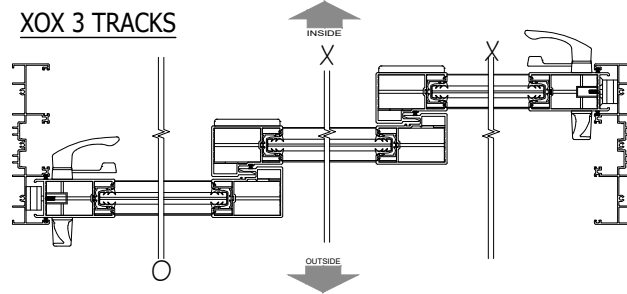 XOX 3 TRACKS
INSIDE
X
X
O
OUTSIDE